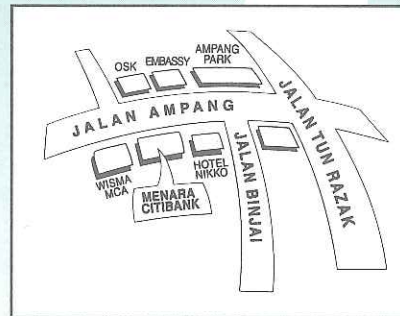 AMPANG
PARK
OSK
EMBASSY
JALAN AMPANG
JALAN TUN RAZAK
WISMA
MCA
MENARA
CITIBANK
HOTEL
NIKKO
JALAN BINJAI